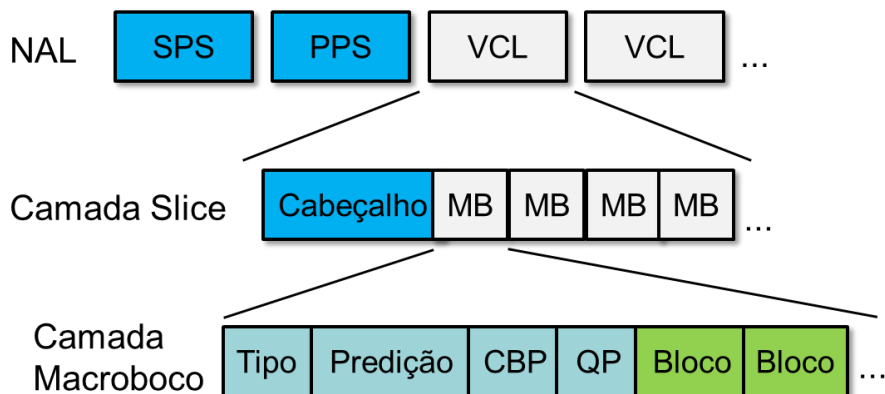 NAL SPS PPS VCL VCL ...
Camada Slice Cabeçalho MB MB MB MB ...
Camada
Macroboco Tipo Predição CBP QP Bloco Bloco ...